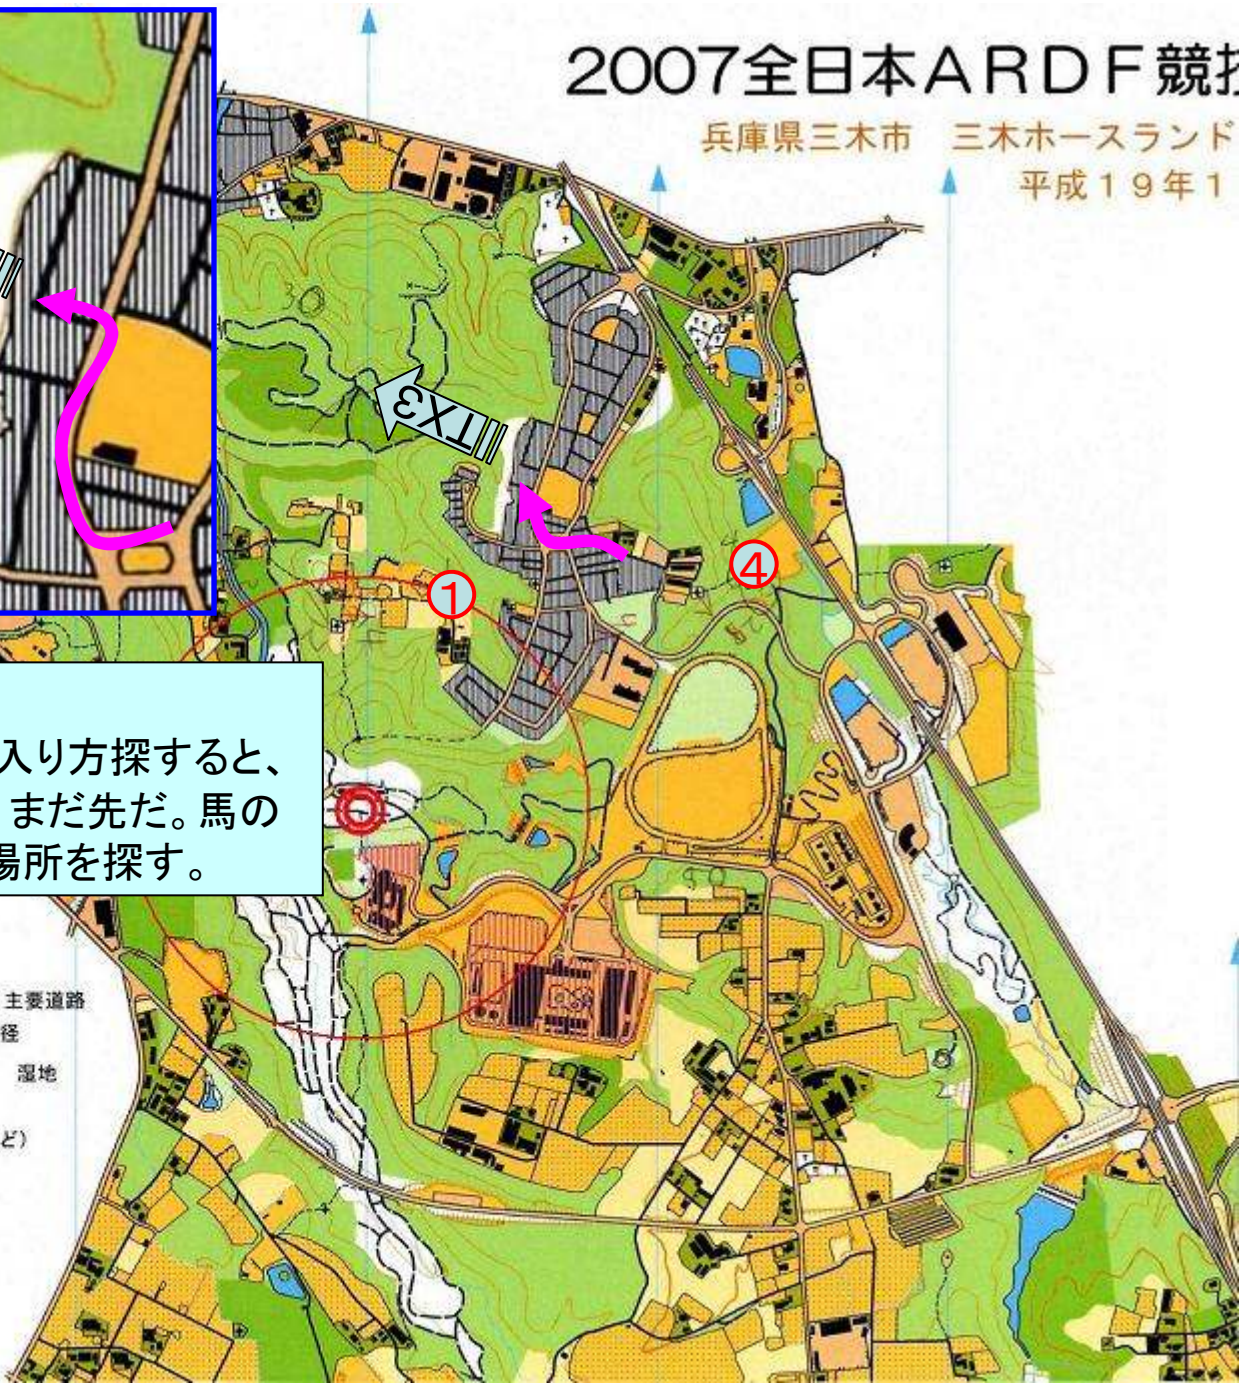 2007全日本ARDF競技
兵庫県三木市 三木ホースランド
平成19年1
TX3
1
4
入り方探すると、
まだ先だ。馬の
場所を探す。
主要道路
径
湿地
ど)